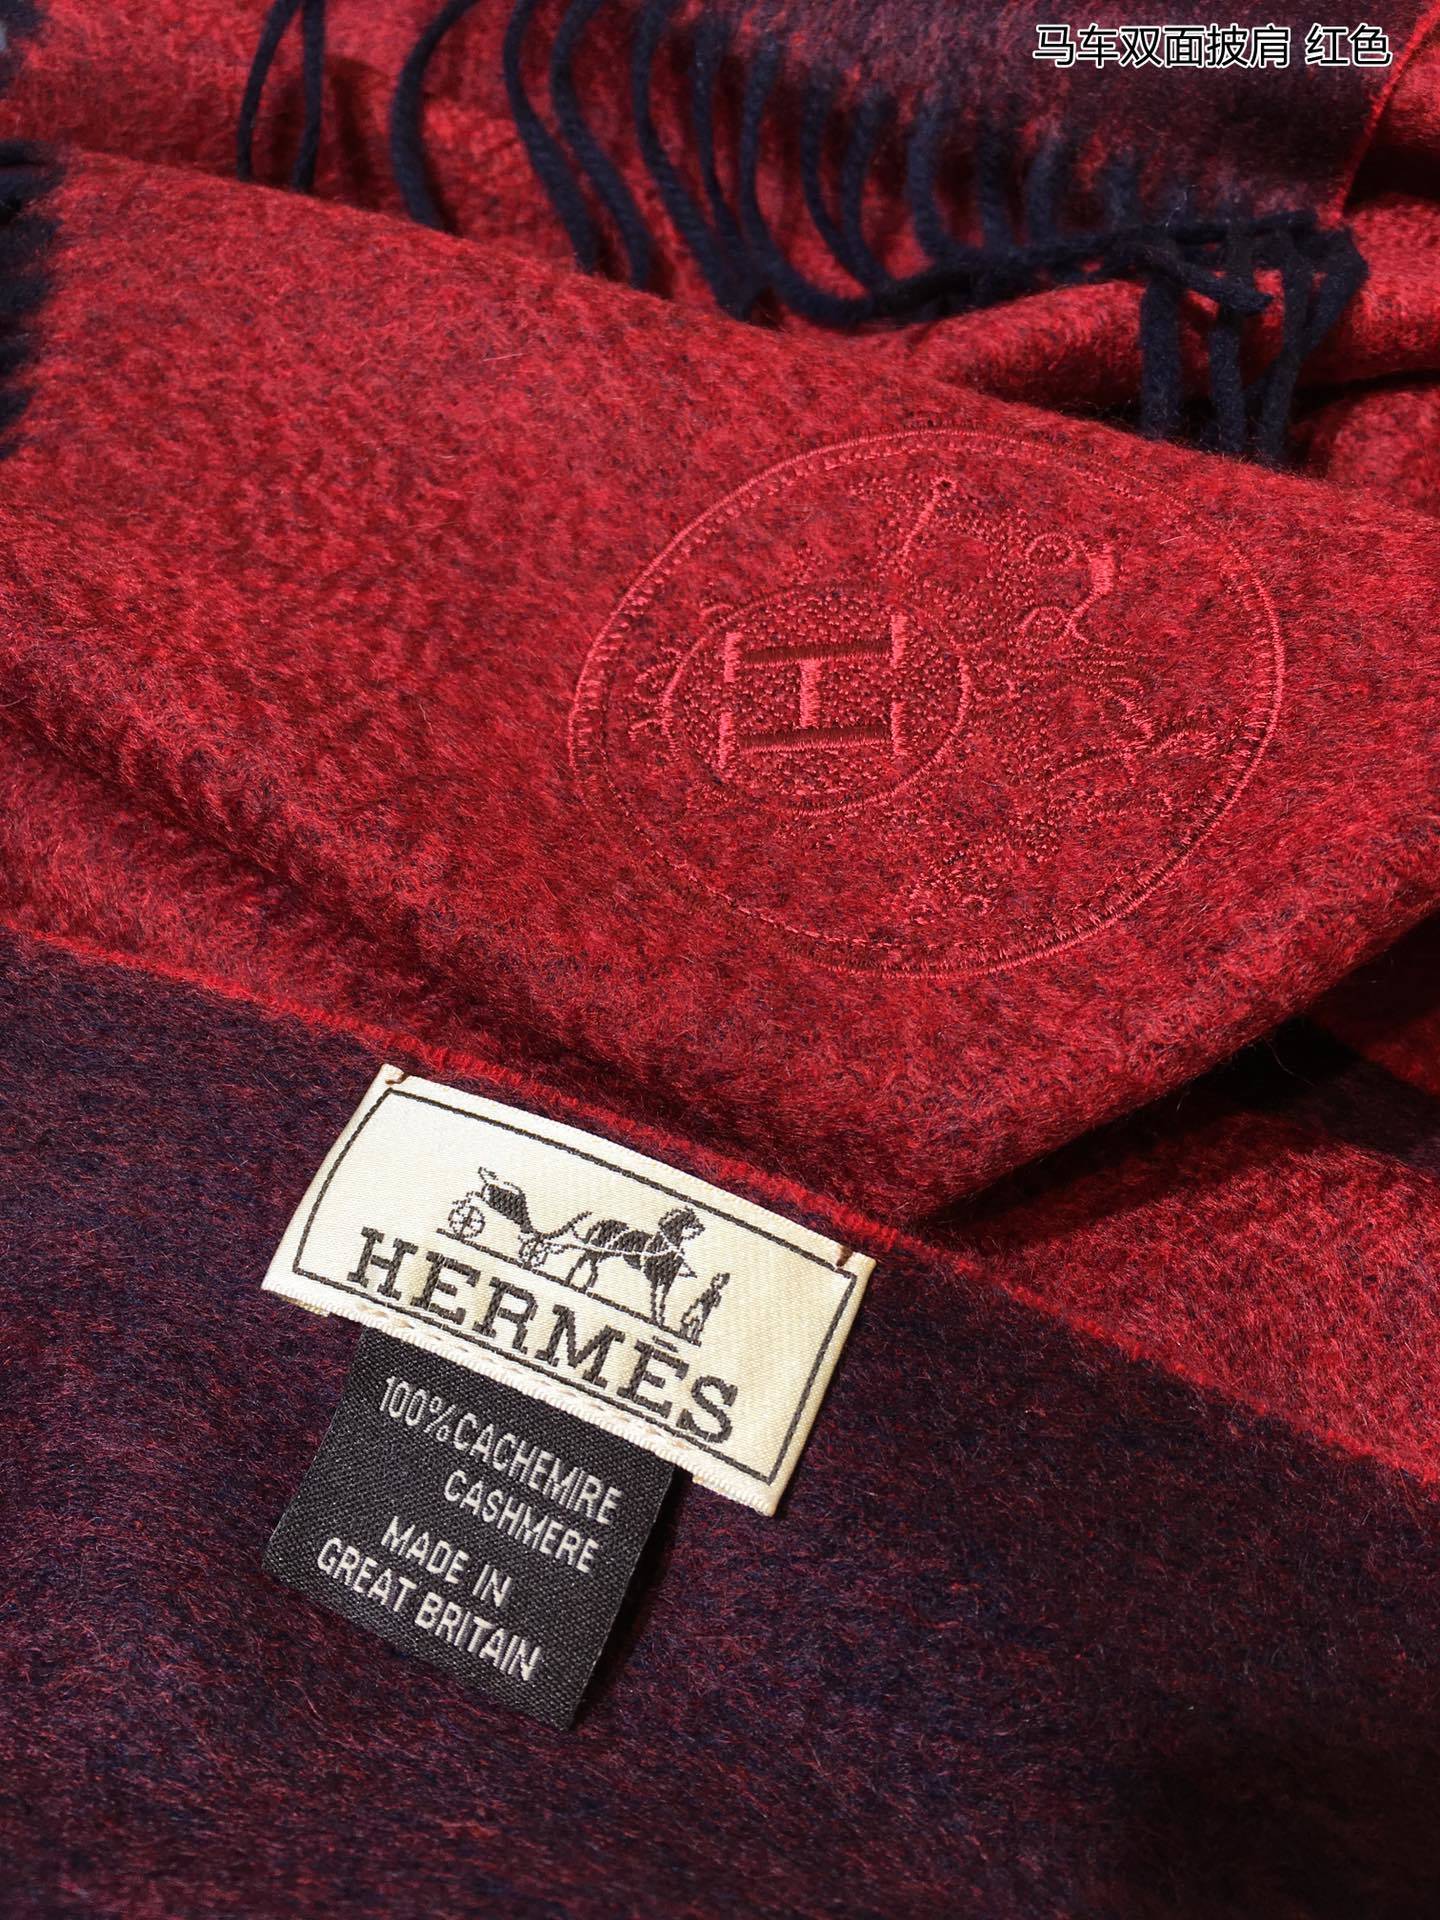 马车双面披肩 红色
H
HERMÈS
100% CACHEMIRE
CASHMERE
MADE IN
GREAT BRITAIN